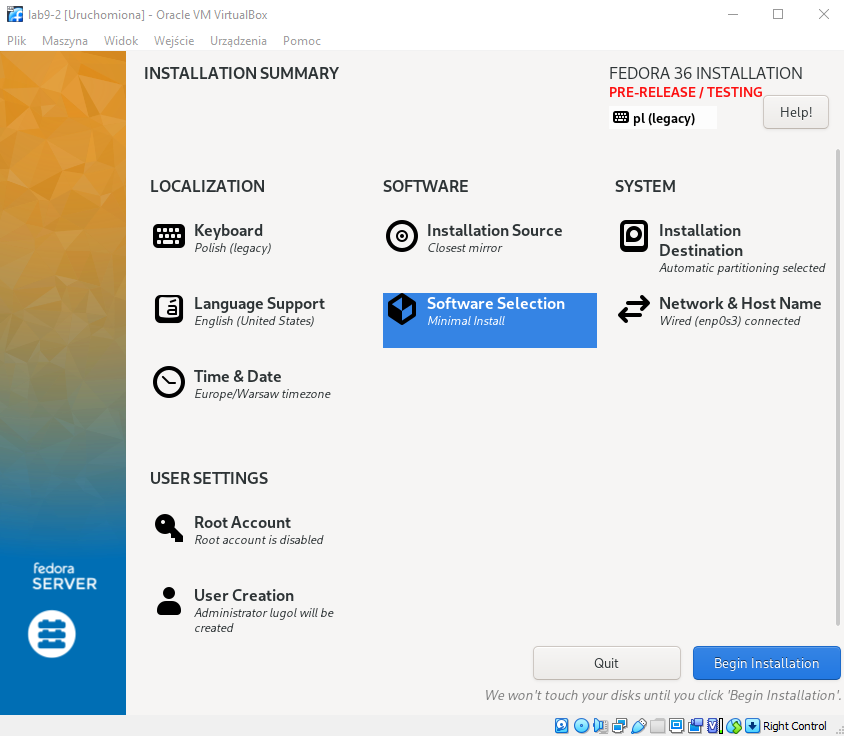 lab9-2 [Uruchomiona] - Oracle VM VirtualBox
Plik Maszyna Widok Wejście Urządzenia Pomoc
INSTALLATION SUMMARY
FEDORA 36 INSTALLATION
PRE-RELEASE / TESTING
pl (legacy)
Help!
LOCALIZATION
Keyboard
Polish (legacy)
Language Support
English (United States)
Time & Date
Europe/Warsaw timezone
SOFTWARE
Installation Source
Closest mirror
Software Selection
Minimal Install
SYSTEM
Installation
Destination
Automatic partitioning selected
Network & Host Name
Wired (enp0s3) connected
USER SETTINGS
Root Account
Root account is disabled
User Creation
Administrator lugol will be
created
fedora
SERVER
Quit
Begin Installation
We won't touch your disks until you click 'Begin Installation'.
Right Control